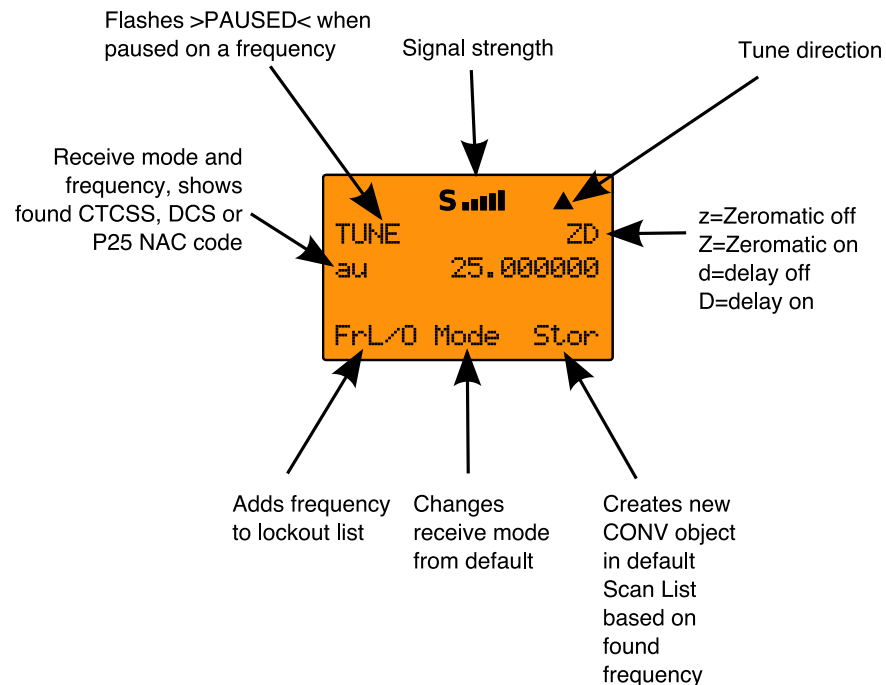 Flashes >PAUSED< when
paused on a frequency
Signal strength
Tune direction
Receive mode and
frequency, shows
found CTCSS, DCS or
P25 NAC code
S
TUNE ZD
au 25.000000
FrL/O Mode Stor
z=Zeromatic off
Z=Zeromatic on
d=delay off
D=delay on
Adds frequency
to lockout list
Changes
receive mode
from default
Creates new
CONV object
in default
Scan List
based on
found
frequency